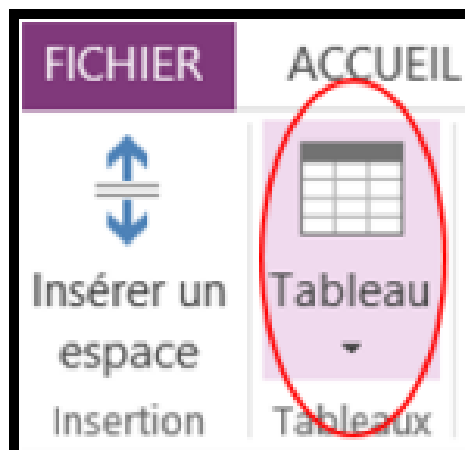 FICHIER ACCUEIL
Insérer un
espace
Tableau
Insertion
Tableaux